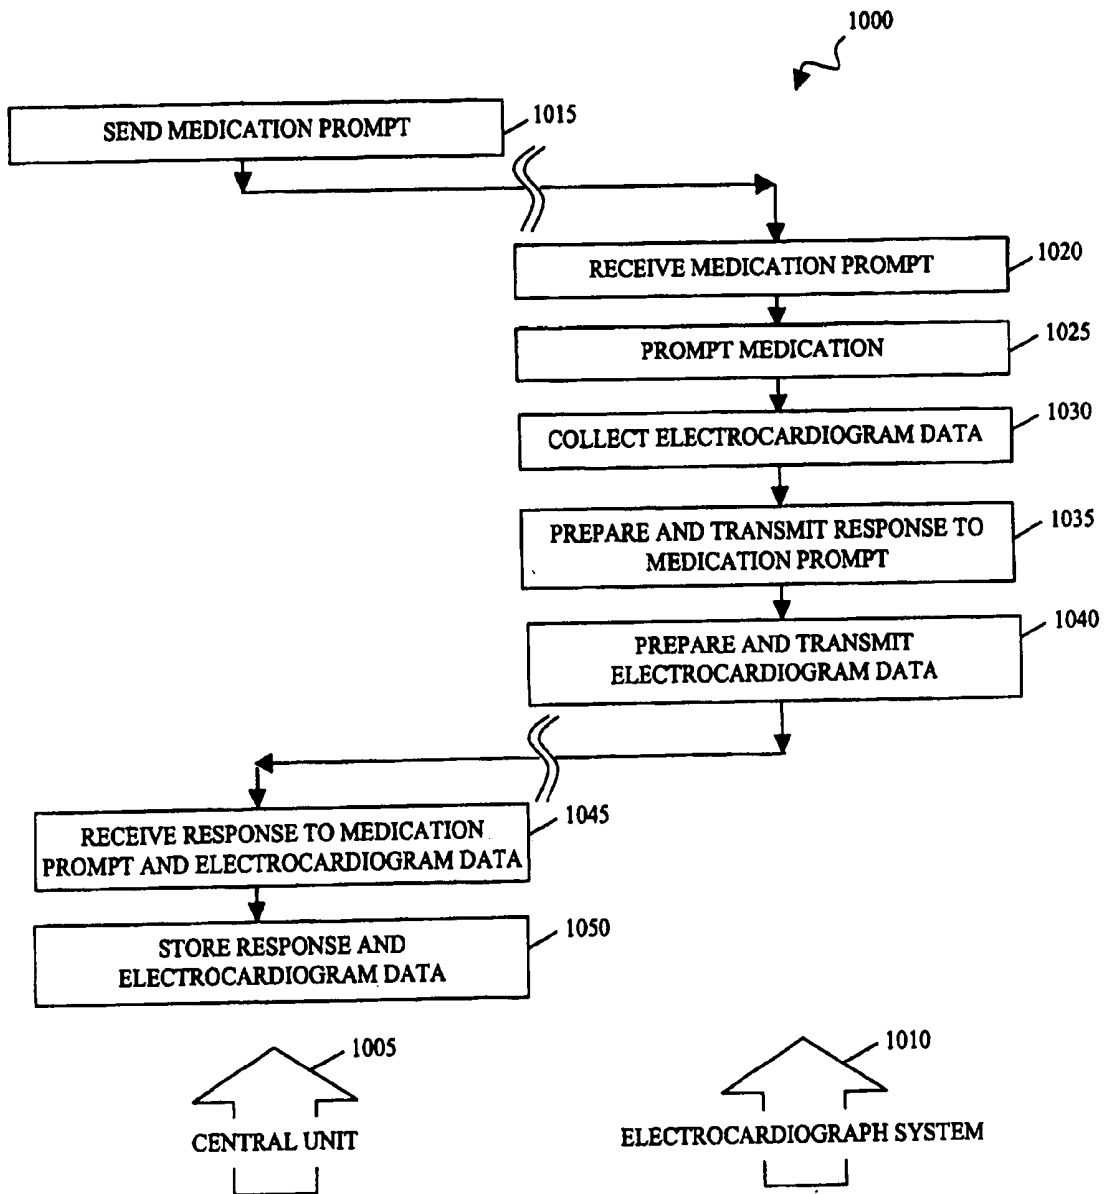 1000
SEND MEDICATION PROMPT
1015
RECEIVE MEDICATION PROMPT
1020
PROMPT MEDICATION
1025
COLLECT ELECTROCARDIOGRAM DATA
1030
PREPARE AND TRANSMIT RESPONSE TO
MEDICATION PROMPT
1035
PREPARE AND TRANSMIT
ELECTROCARDIOGRAM DATA
1040
RECEIVE RESPONSE TO MEDICATION
PROMPT AND ELECTROCARDIOGRAM DATA
1045
STORE RESPONSE AND
ELECTROCARDIOGRAM DATA
1050
1005
CENTRAL UNIT
1010
ELECTROCARDIOGRAPH SYSTEM